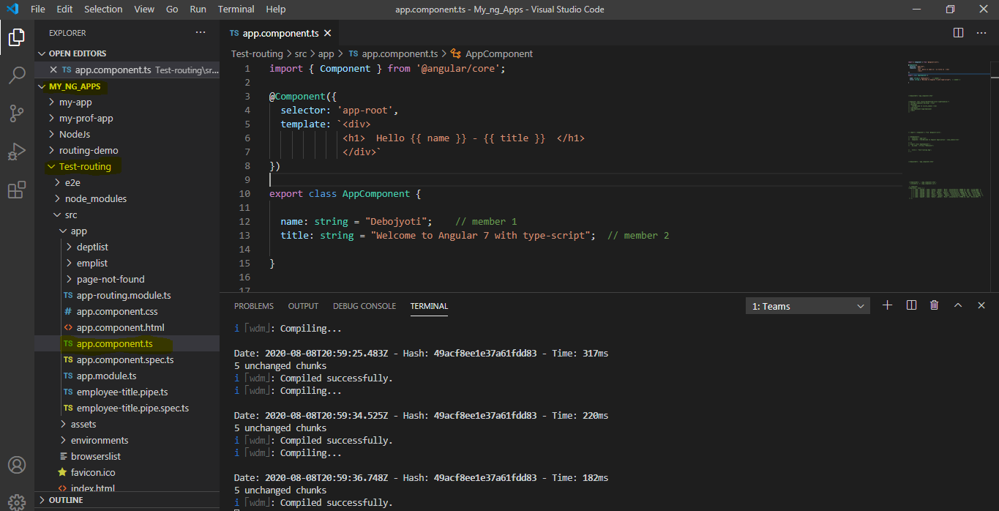 File Edit Selection View Go Run Terminal Help app.component.ts - My_ng_Apps - Visual Studio Code
EXPLORER
OPEN EDITORS
TS app.component.ts Test-routing\sr...
MY_NG_APPS
my-app
my-prof-app
NodeJs
routing-demo
Test-routing
e2e
node_modules
src
app
deptlist
emplist
page-not-found
TS app-routing.module.ts
# app.component.css
<> app.component.html
TS app.component.ts
TS app.component.spec.ts
TS app.module.ts
TS employee-title.pipe.ts
TS employee-title.pipe.spec.ts
assets
environments
browserslist
favicon.ico
<> index.html
OUTLINE
TS app.component.ts
Test-routing > src > app > TS app.component.ts > AppComponent
1 import { Component } from '@angular/core';
2
3 @Component({
4 selector: 'app-root',
5 template: `<div>
6 <h1> Hello {{ name }} - {{ title }} </h1>
7 </div>`
8 })
9
10 export class AppComponent {
11
12 name: string = "Debojyoti"; // member 1
13 title: string = "Welcome to Angular 7 with type-script"; // member 2
14
15 }
16
17
PROBLEMS OUTPUT DEBUG CONSOLE TERMINAL 1: Teams
i ｢wdm｣: Compiling...
Date: 2020-08-08T20:59:25.483Z - Hash: 49acf8ee1e37a61fdd83 - Time: 317ms
5 unchanged chunks
i ｢wdm｣: Compiled successfully.
i ｢wdm｣: Compiling...
Date: 2020-08-08T20:59:34.525Z - Hash: 49acf8ee1e37a61fdd83 - Time: 220ms
5 unchanged chunks
i ｢wdm｣: Compiled successfully.
i ｢wdm｣: Compiling...
Date: 2020-08-08T20:59:36.748Z - Hash: 49acf8ee1e37a61fdd83 - Time: 182ms
5 unchanged chunks
i ｢wdm｣: Compiled successfully.